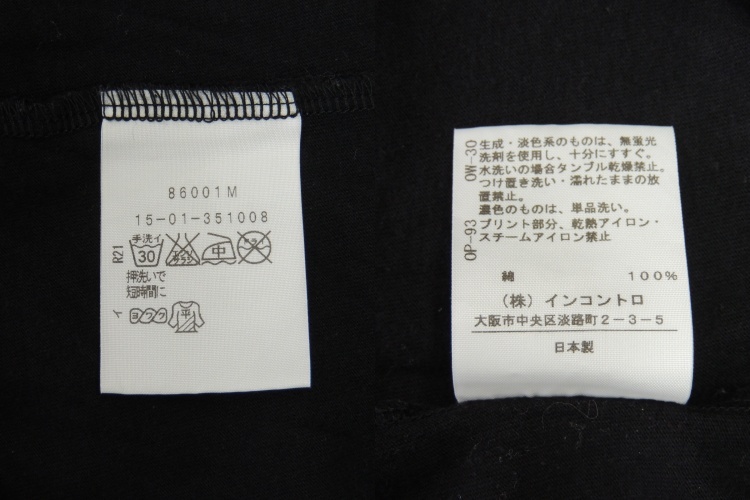 86001M
15-01-351008
R21
手洗イ
30
中
ドライ
押洗いで
短時間に
ヨワク
平
イ
OW-30
生成・淡色系のものは、無蛍光
洗剤を使用し、十分にすすぐ。
水洗いの場合タンブル乾燥禁止。
つけ置き洗い・濡れたままの放
置禁止。
濃色のものは、単品洗い。
OP-93
プリント部分、乾熱アイロン・
スチームアイロン禁止
綿 100%
(株) インコントロ
大阪市中央区淡路町2-3-5
日本製